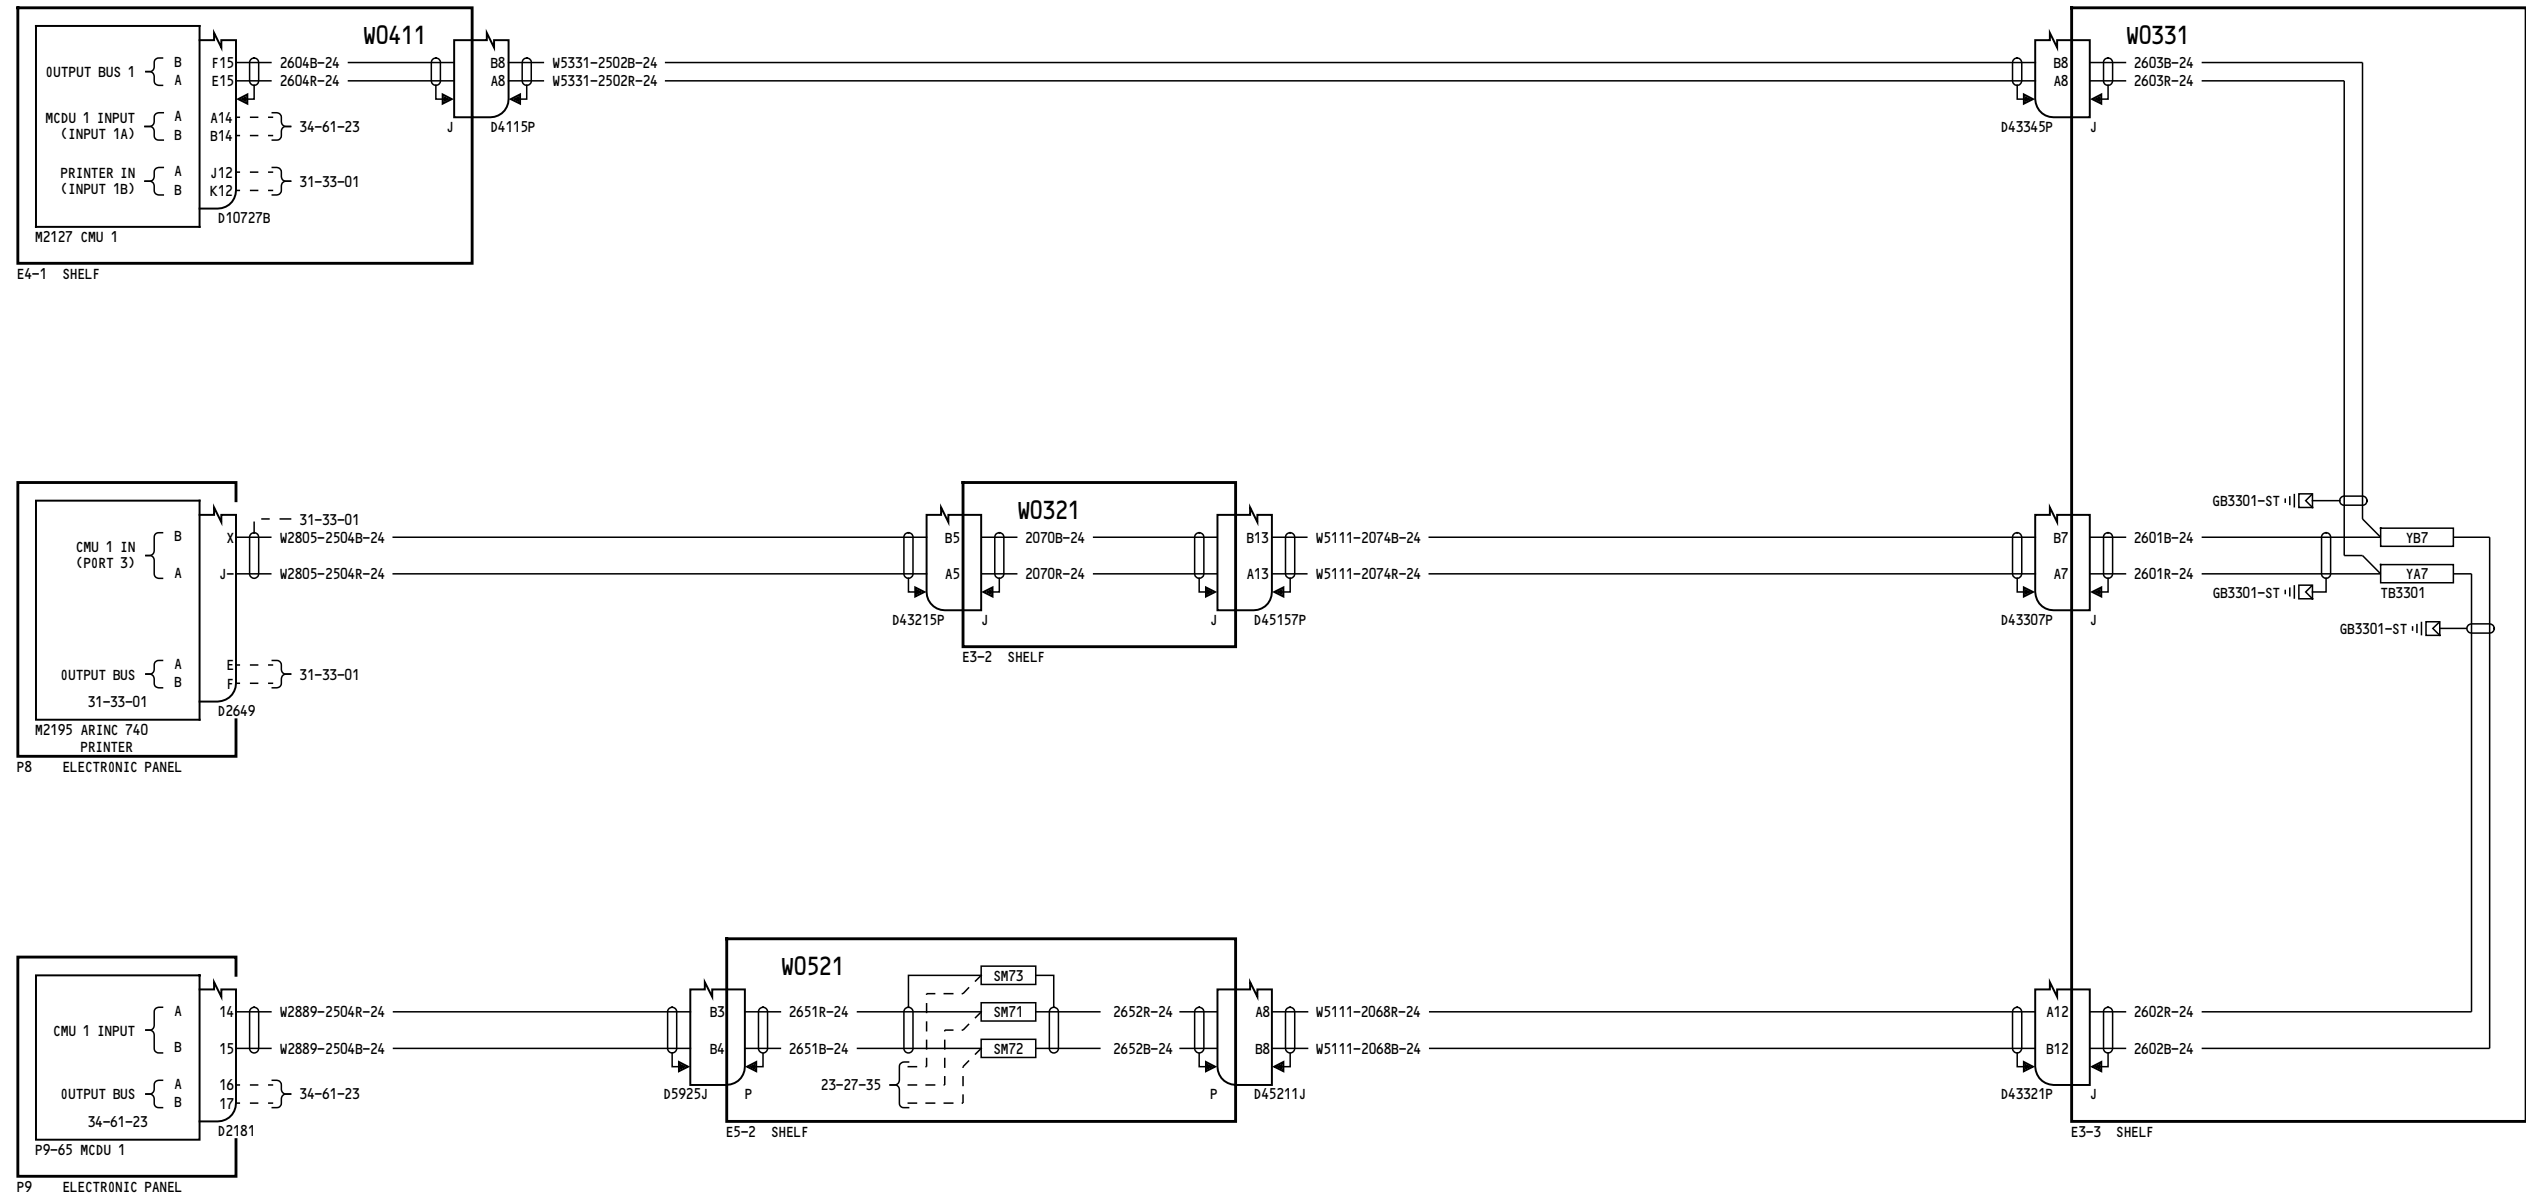 W0411
W0331
OUTPUT BUS 1
B F15 2604B-24 B8 W5331-2502B-24 B8 2603B-24
A E15 2604R-24 A8 W5331-2502R-24 A8 2603R-24
MCDU 1 INPUT
(INPUT 1A)
A A14
B B14
34-61-23
J D4115P
D43345P J
PRINTER IN
(INPUT 1B)
A J12
B K12
31-33-01
D10727B
M2127 CMU 1
E4-1 SHELF
W0321
GB3301-ST
31-33-01
CMU 1 IN
(PORT 3)
B X W2805-2504B-24 B5 2070B-24 B13 W5111-2074B-24 B7 2601B-24 YB7
A J- W2805-2504R-24 A5 2070R-24 A13 W5111-2074R-24 A7 2601R-24 YA7
GB3301-ST
TB3301
D43215P J
J D45157P
D43307P J
GB3301-ST
E3-2 SHELF
OUTPUT BUS
A E
B F
31-33-01
31-33-01
D2649
M2195 ARINC 740
PRINTER
P8 ELECTRONIC PANEL
W0521
SM73
CMU 1 INPUT
A 14 W2889-2504R-24 B3 2651R-24 SM71 2652R-24 A8 W5111-2068R-24 A12 2602R-24
B 15 W2889-2504B-24 B4 2651B-24 SM72 2652B-24 B8 W5111-2068B-24 B12 2602B-24
OUTPUT BUS
A 16
B 17
34-61-23
23-27-35
D5925J P
P D45211J
D43321P J
34-61-23
D2181
E5-2 SHELF
E3-3 SHELF
P9-65 MCDU 1
P9 ELECTRONIC PANEL